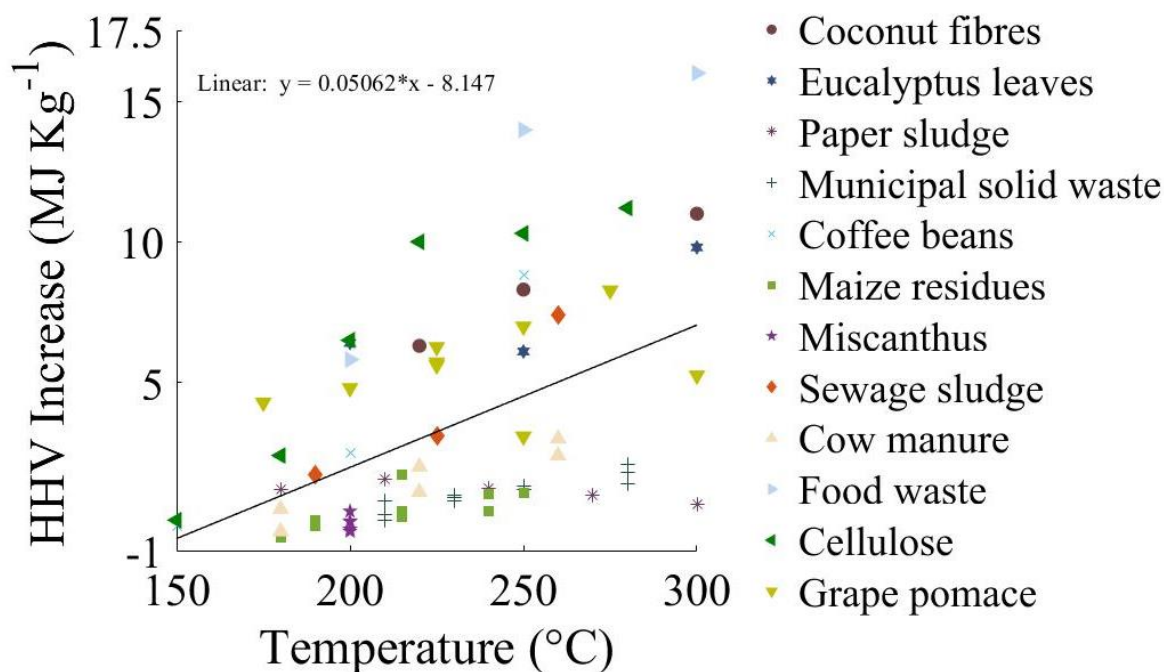 17.5
15
10
5
-1
HHV Increase (MJ Kg-1)
Linear: y = 0.05062*x - 8.147
150
200
250
300
Temperature (°C)
Coconut fibres
Eucalyptus leaves
Paper sludge
Municipal solid waste
Coffee beans
Maize residues
Miscanthus
Sewage sludge
Cow manure
Food waste
Cellulose
Grape pomace